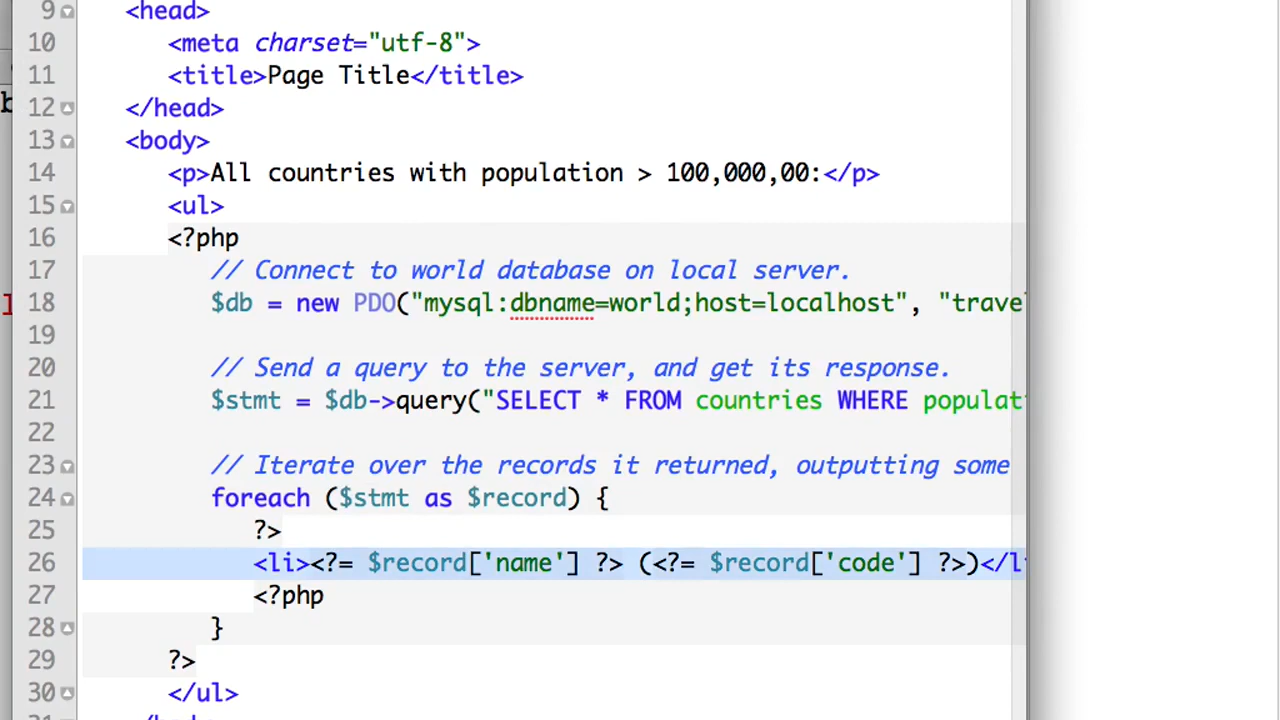 9 <head>
10 <meta charset="utf-8">
11 <title>Page Title</title>
12 </head>
13 <body>
14 <p>All countries with population > 100,000,00:</p>
15 <ul>
16 <?php
17 // Connect to world database on local server.
18 $db = new PDO("mysql:dbname=world;host=localhost", "trave
19
20 // Send a query to the server, and get its response.
21 $stmt = $db->query("SELECT * FROM countries WHERE populat
22
23 // Iterate over the records it returned, outputting some
24 foreach ($stmt as $record) {
25 ?>
26 <li><?= $record['name'] ?> (<?= $record['code'] ?>)</l
27 <?php
28 }
29 ?>
30 </ul>